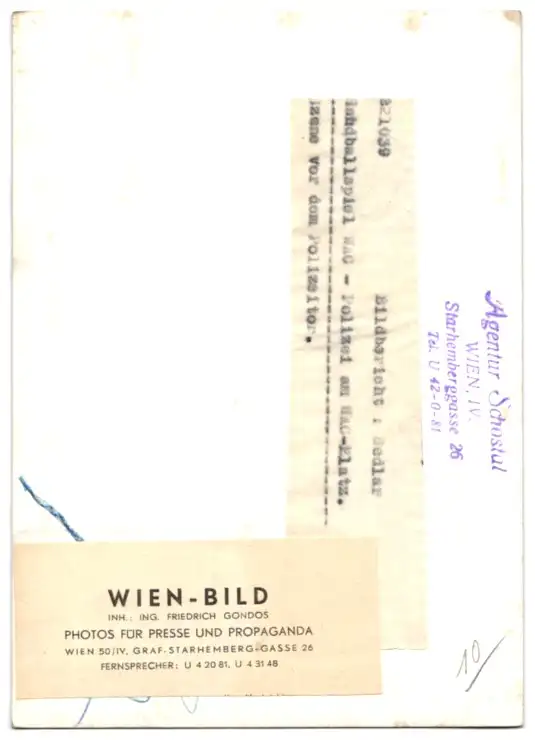 221039
Bildbericht : Sedlar
Handballspiel WAC - Polizei am WAC-Platz.
Szene vor dem Polizeitor.
Agentur Schostal
WIEN, IV.
Starhemberggasse 26
Tel. U 42-0-81
WIEN-BILD
INH.: ING. FRIEDRICH GONDOS
PHOTOS FÜR PRESSE UND PROPAGANDA
WIEN 50/IV, GRAF-STARHEMBERG-GASSE 26
FERNSPRECHER: U 4 20 81, U 4 31 48
10